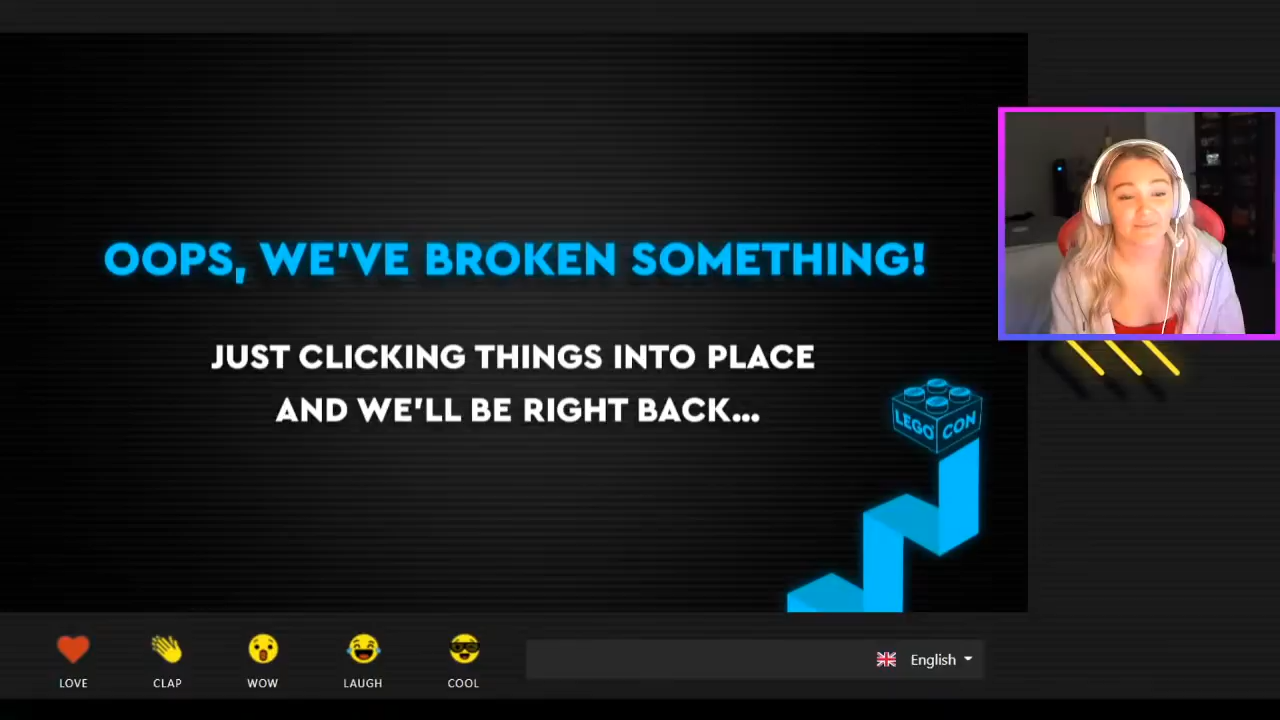 OOPS, WE'VE BROKEN SOMETHING!
JUST CLICKING THINGS INTO PLACE
AND WE'LL BE RIGHT BACK...
LEGO CON
LOVE
CLAP
WOW
LAUGH
COOL
English